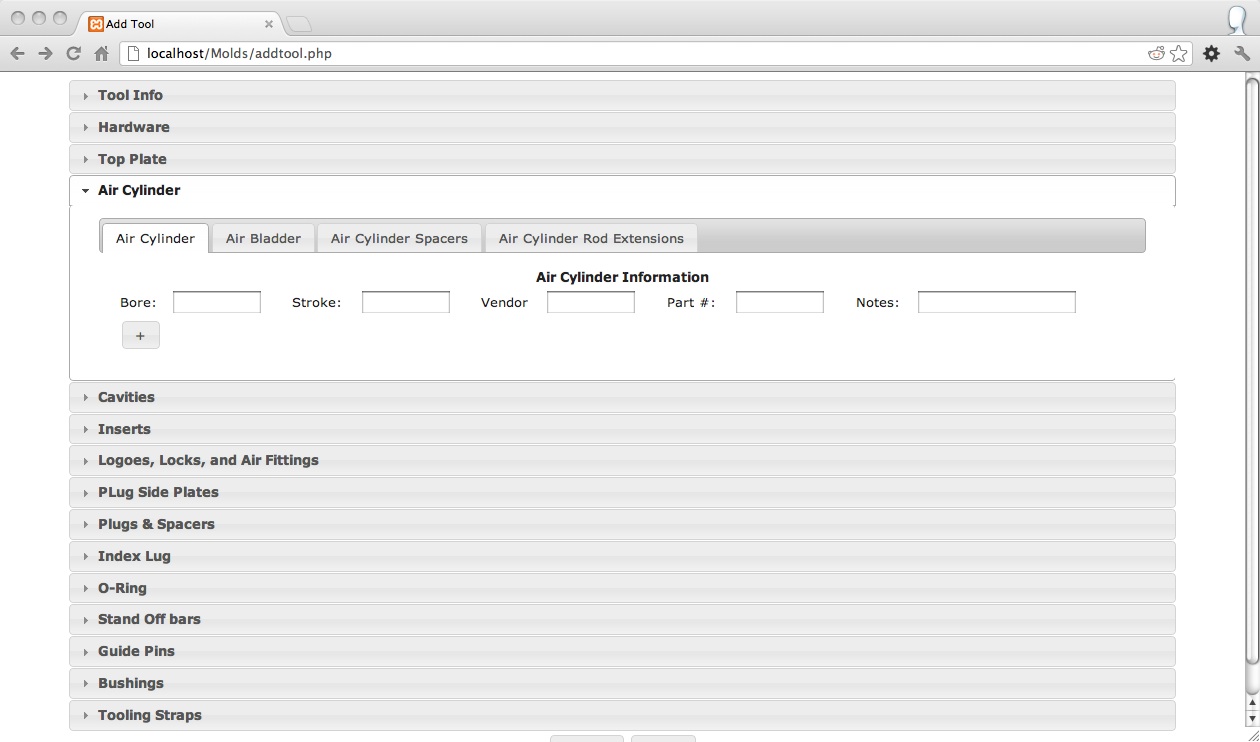 Add Tool
localhost/Molds/addtool.php
Tool Info
Hardware
Top Plate
Air Cylinder
Air Cylinder Air Bladder Air Cylinder Spacers Air Cylinder Rod Extensions
Air Cylinder Information
Bore: Stroke: Vendor Part #: Notes:
+
Cavities
Inserts
Logoes, Locks, and Air Fittings
PLug Side Plates
Plugs & Spacers
Index Lug
O-Ring
Stand Off bars
Guide Pins
Bushings
Tooling Straps